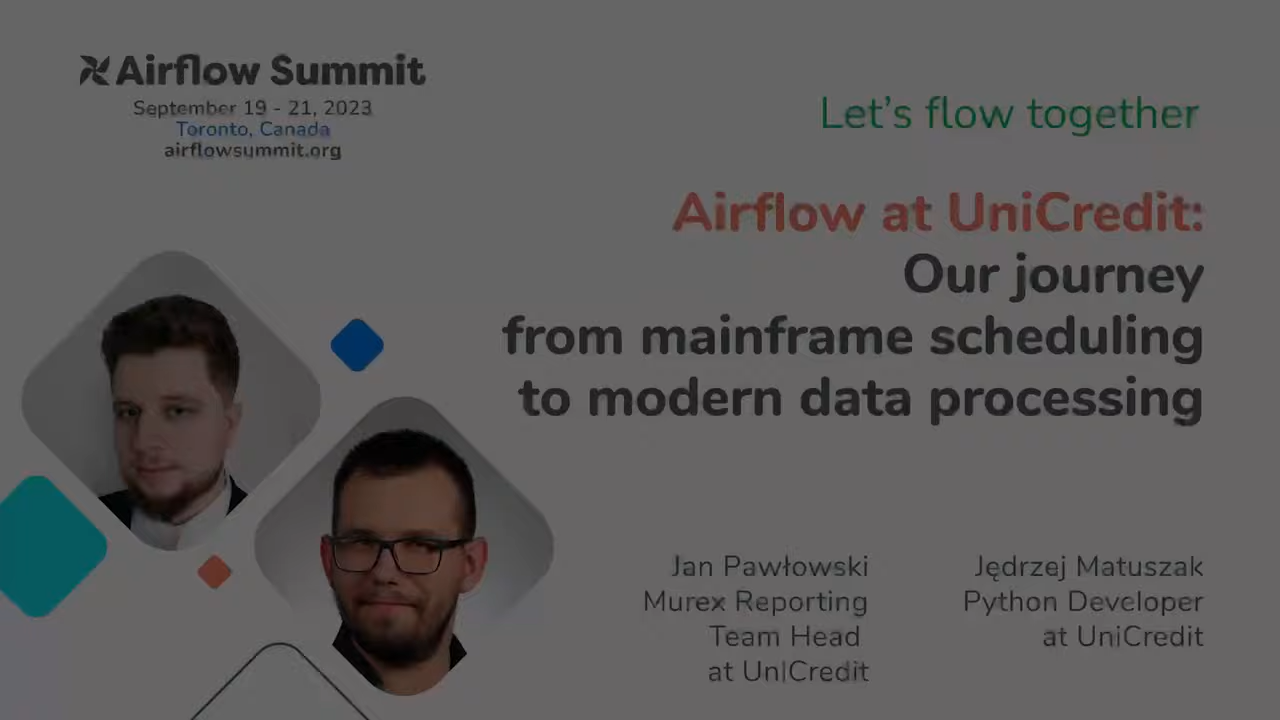 Airflow Summit
September 19 - 21, 2023
Toronto, Canada
airflowsummit.org
Let’s flow together
Airflow at UniCredit:
Our journey
from mainframe scheduling
to modern data processing
Jan Pawłowski
Murex Reporting
Team Head
at UniCredit
Jędrzej Matuszak
Python Developer
at UniCredit